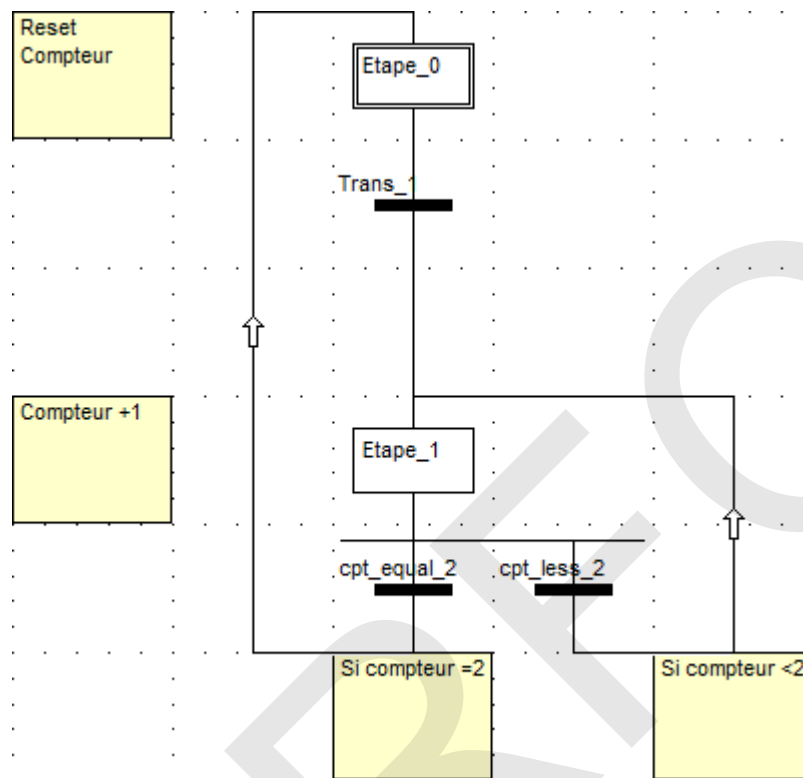 Reset
Compteur
Etape_0
Trans_1
Compteur +1
Etape_1
cpt_equal_2
cpt_less_2
Si compteur =2
Si compteur <2